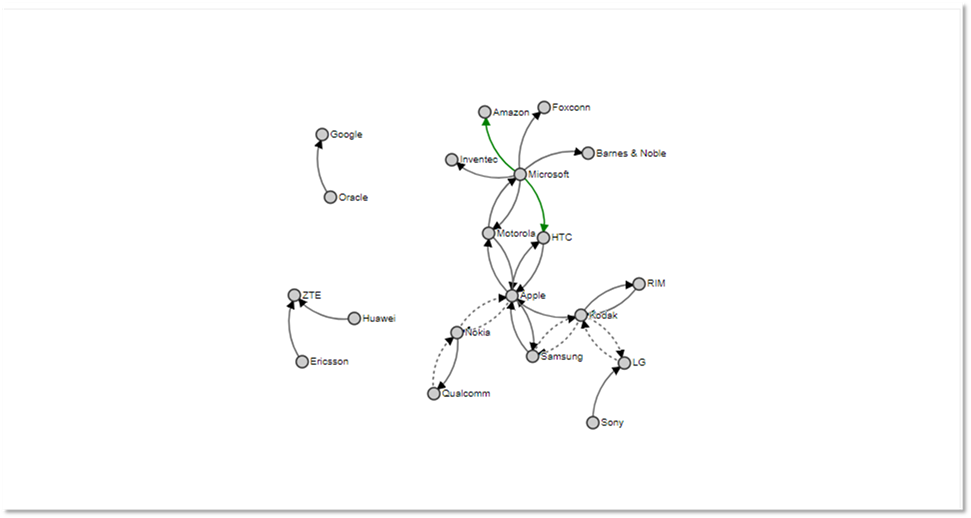 Amazon
Foxconn
Google
Barnes & Noble
Inventec
Microsoft
Oracle
Motorola
HTC
RIM
ZTE
Apple
Huawei
Kodak
Nokia
Samsung
Ericsson
LG
Qualcomm
Sony